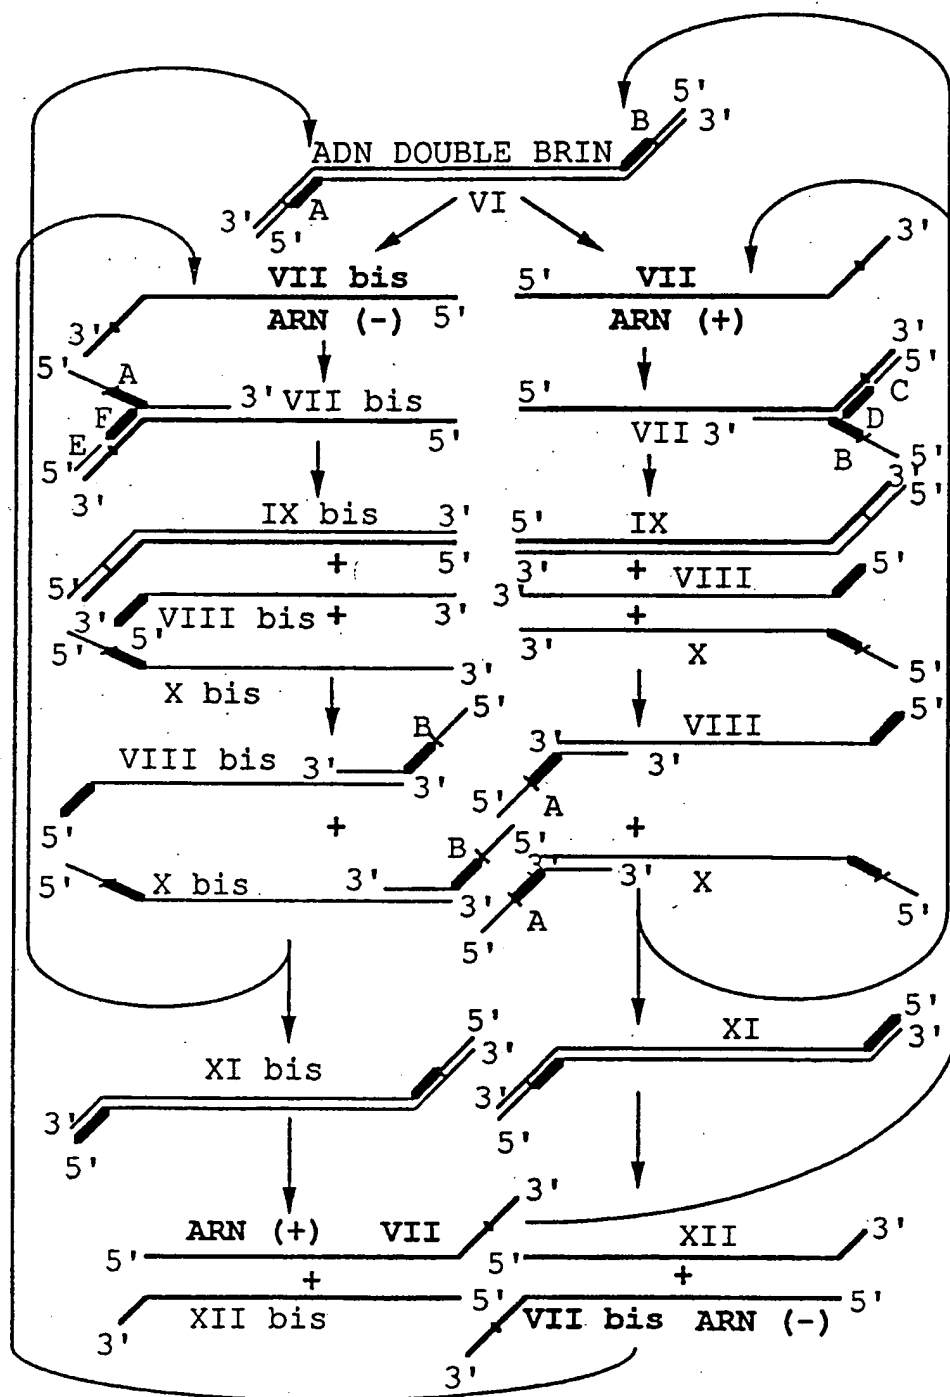 5'
B
3'
ADN DOUBLE BRIN
A
VI
3'
5'
3'
VII bis
5'
VII
ARN (-)
5'
ARN (+)
3'
3'
5'
5'
A
3'
VII bis
5'
C
F
D
E
5'
VII
3'
B
5'
5'
3'
3'
5'
IX bis
3'
5'
IX
+
5'
3'
+
VIII
5'
5'
3'
VIII bis
+
3'
3'
+
5'
5'
3'
X
X bis
3'
5'
5'
B
VIII
5'
VIII bis
3'
3'
3'
3'
5'
A
5'
+
+
B
5'
5'
X bis
3'
3'
3'
3'
X
A
5'
5'
5'
5'
XI
3'
XI bis
3'
3'
3'
5'
5'
3'
ARN (+)
VII
XII
3'
5'
5'
+
+
XII bis
5'
VII bis
ARN (-)
5'
3'
3'